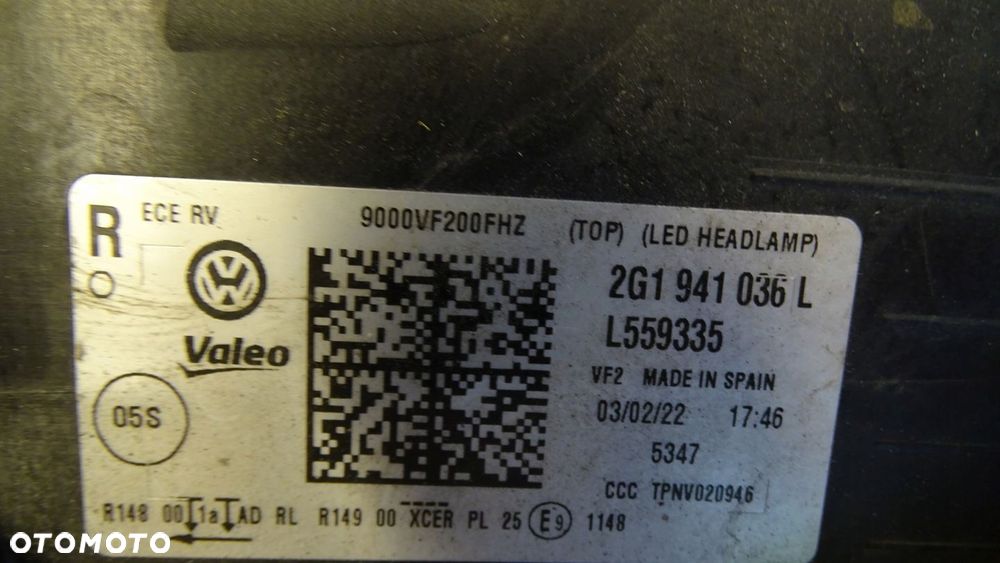 R ECE RV 9000VF200FHZ (TOP) (LED HEADLAMP)
2G1 941 036 L
Valeo L559335
VF2 MADE IN SPAIN
05S 03/02/22 17:46
5347
CCC TPNV020946
R148 00 1a AD RL R149 00 XCER PL 25 E9 1148
OTOMOTO